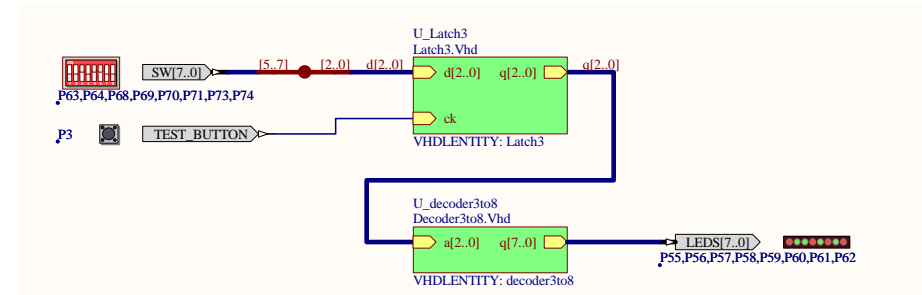 U_Latch3
Latch3.Vhd
SW[7..0] [5..7] [2..0] d[2..0] d[2..0] q[2..0] q[2..0]
P63,P64,P68,P69,P70,P71,P73,P74
ck
P3 TEST_BUTTON
VHDLENTITY: Latch3
U_decoder3to8
Decoder3to8.Vhd
a[2..0] q[7..0] LEDS[7..0]
P55,P56,P57,P58,P59,P60,P61,P62
VHDLENTITY: decoder3to8